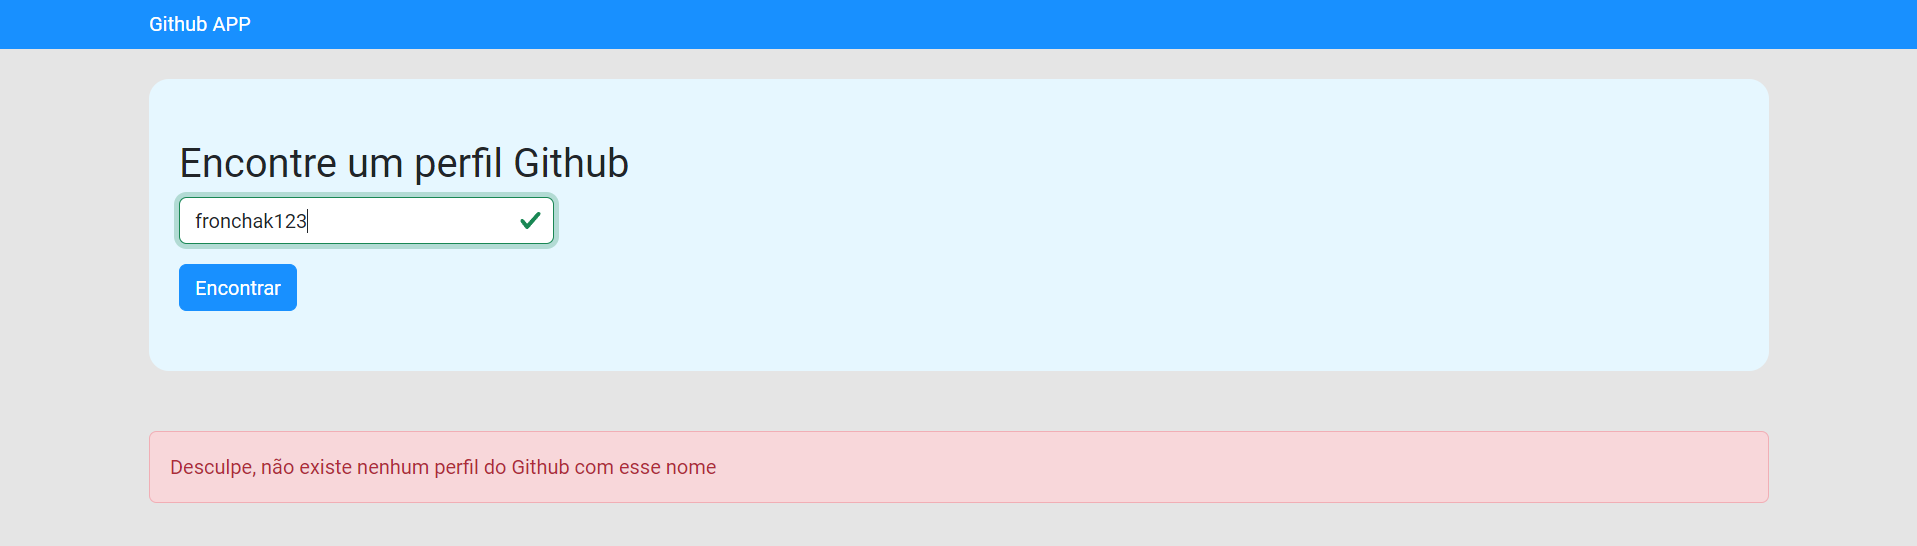 Github APP
Encontre um perfil Github
fronchak123
Encontrar
Desculpe, não existe nenhum perfil do Github com esse nome